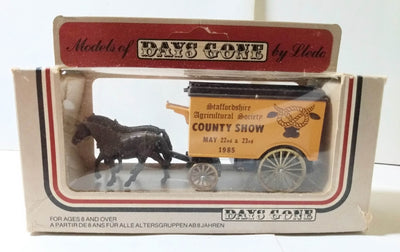 Models of DAYS GONE by Lledo
Staffordshire
Agricultural Society
COUNTY SHOW
MAY 22nd & 23rd
1985
FOR AGES 8 AND OVER
A PARTIR DE 8 ANS FÜR ALLE ALTERSGRUPPEN AB 8 JAHREN
DAYS GONE